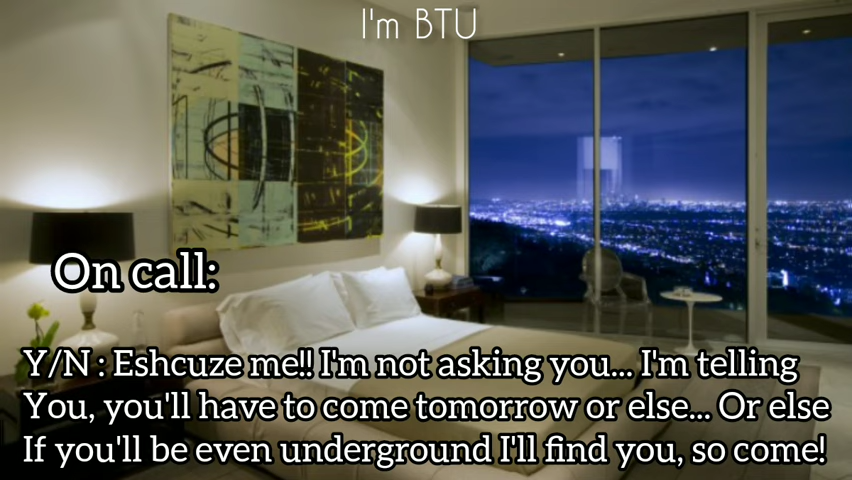 I'm BTU
On call:
Y/N : Eshcuze me!! I'm not asking you... I'm telling
You, you'll have to come tomorrow or else... Or else
If you'll be even underground I'll find you, so come!